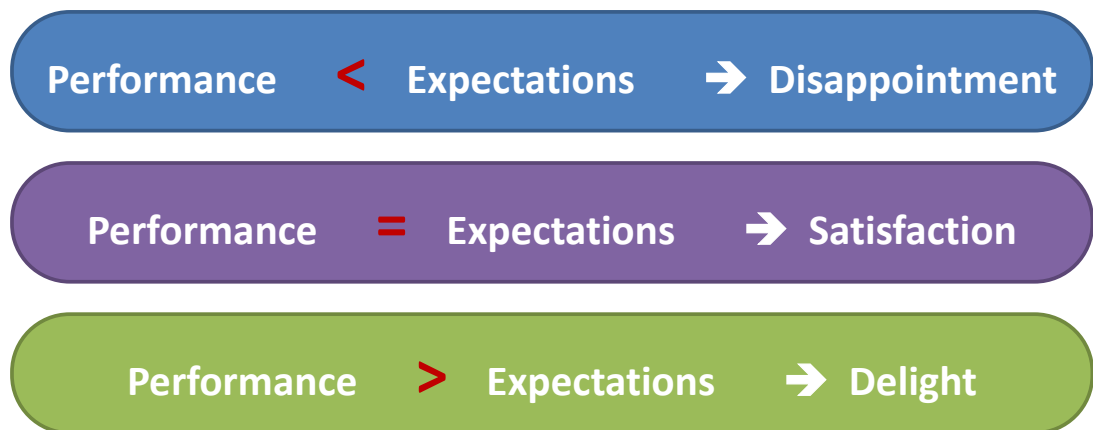 Performance < Expectations ➔ Disappointment
Performance = Expectations ➔ Satisfaction
Performance > Expectations ➔ Delight